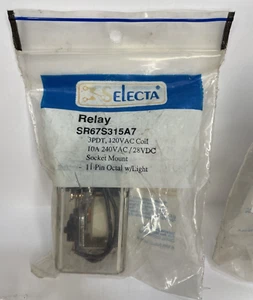 ELECTA
Relay
SR67S315A7
3PDT, 120VAC Coil
10A 240VAC / 28VDC
Socket Mount
11 Pin Octal w/Light